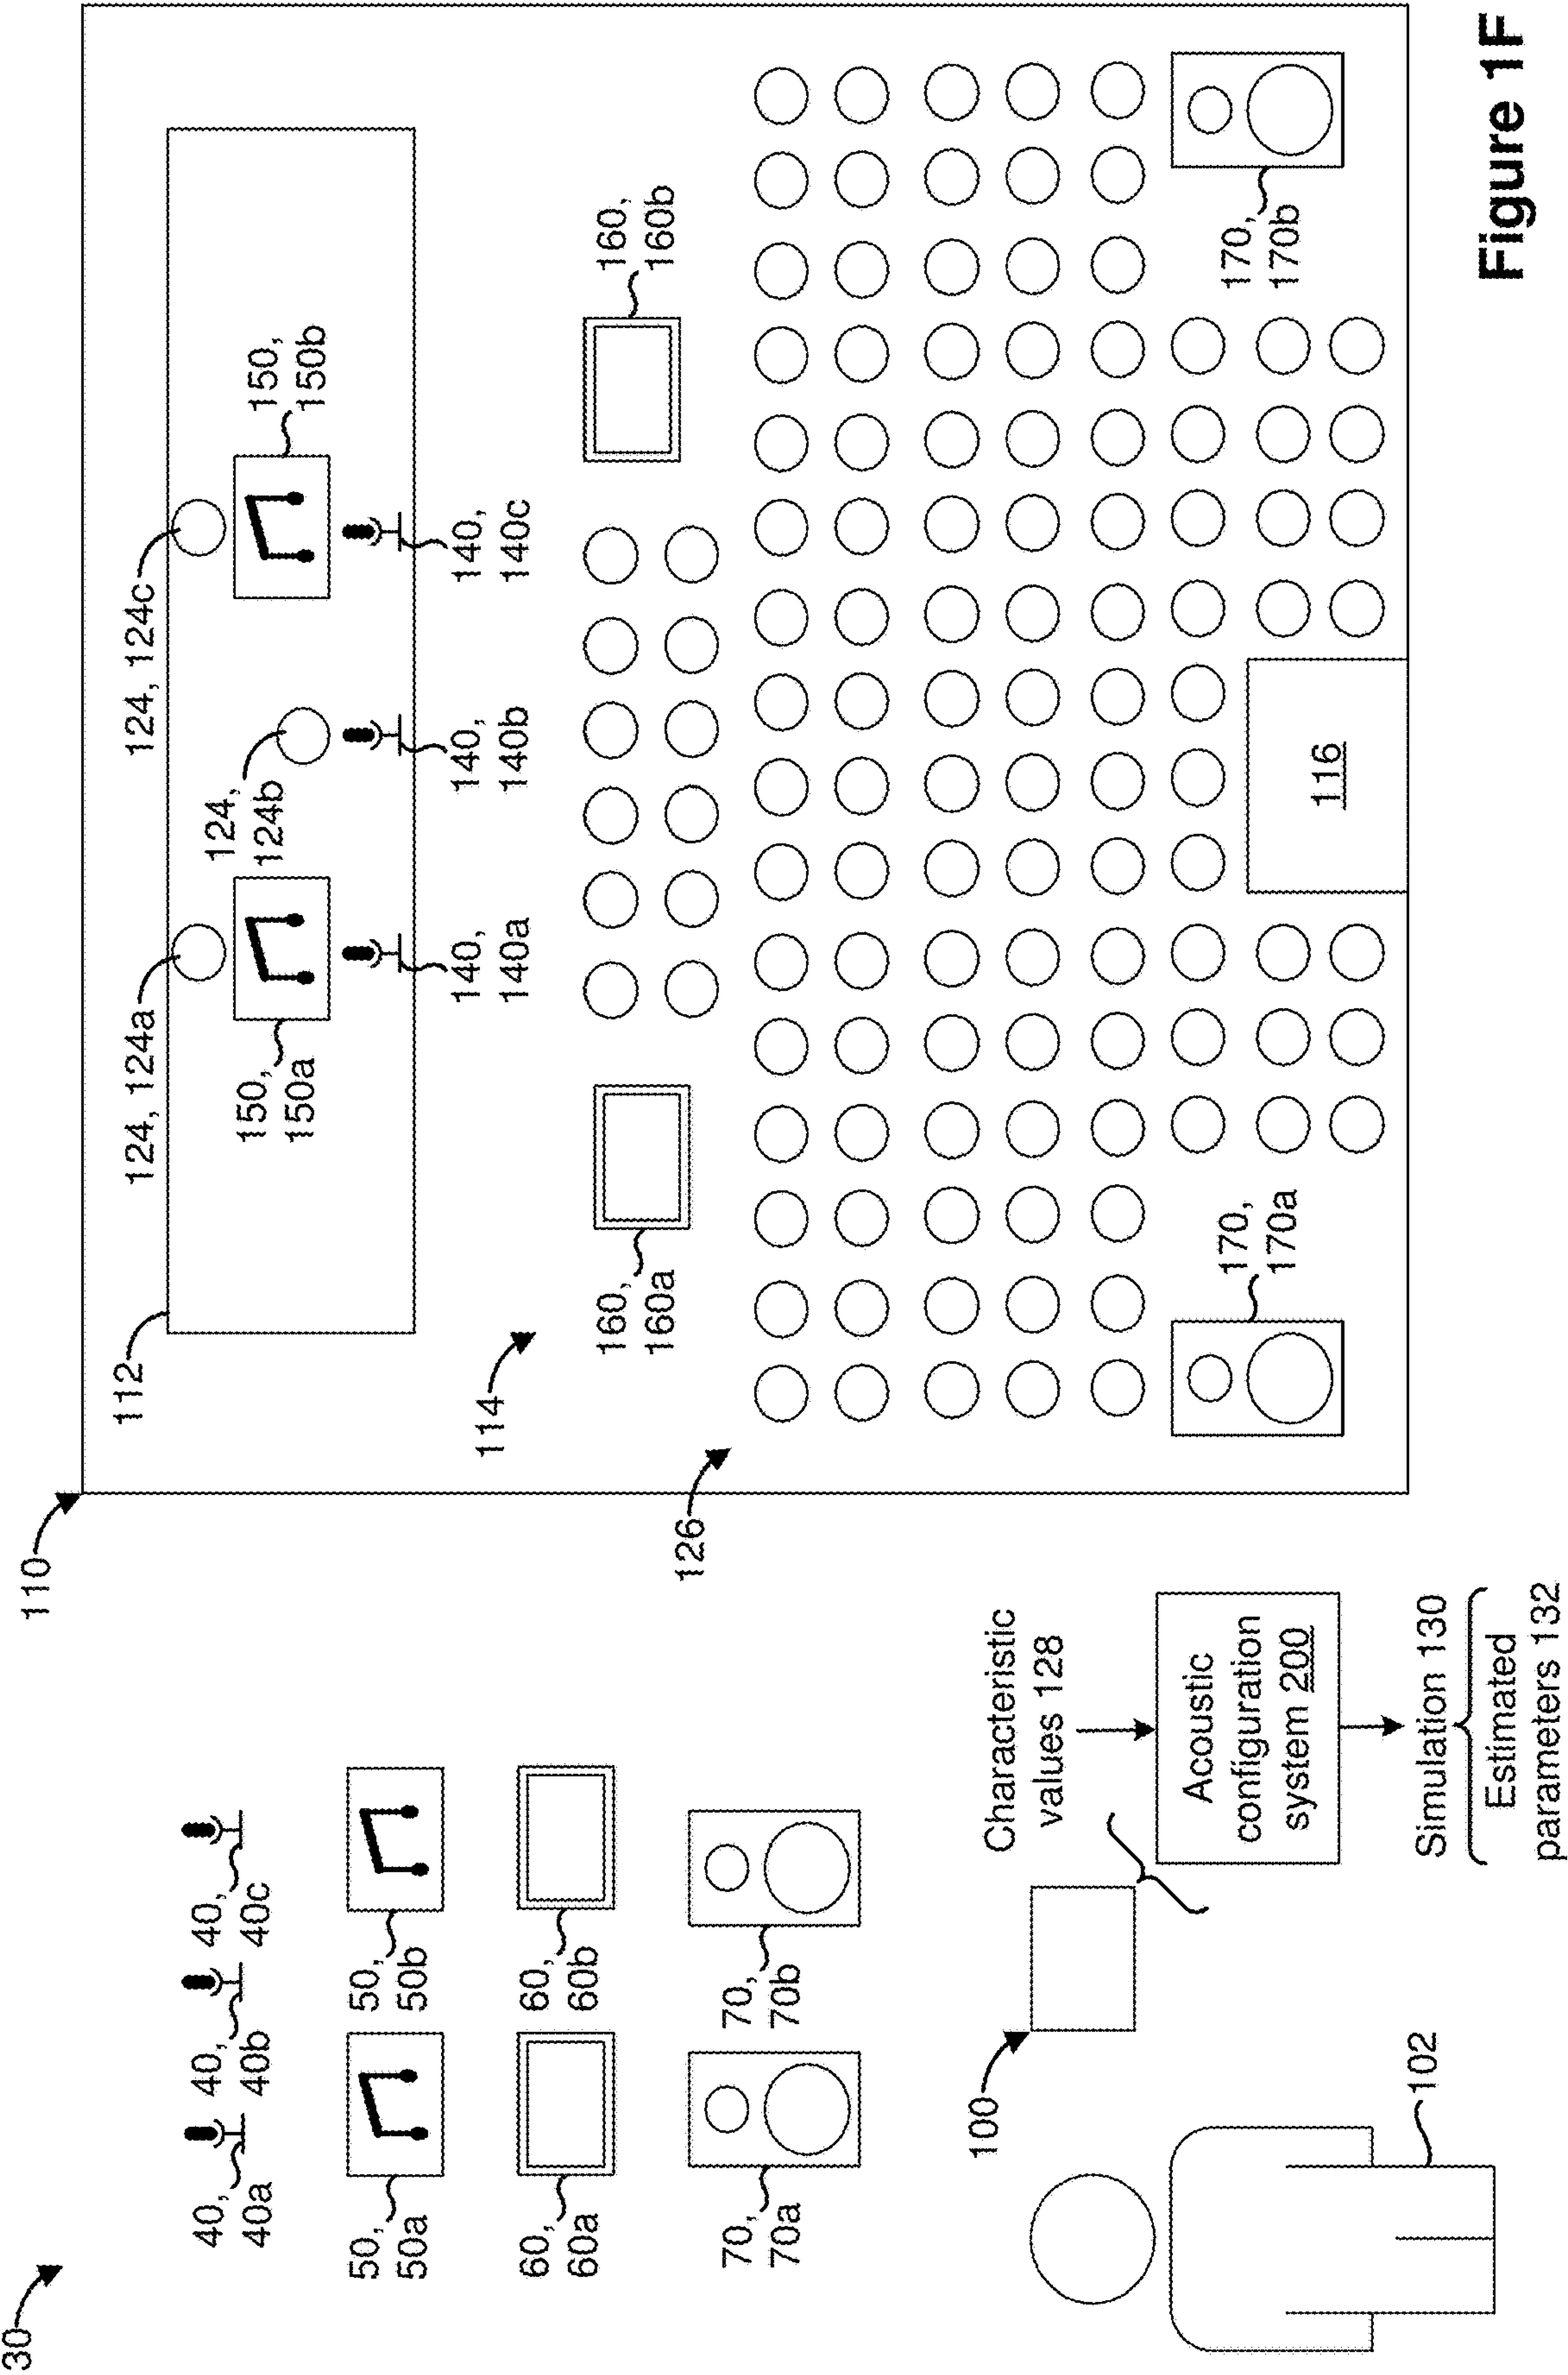 30
40,
40a
40,
40b
40,
40c
50,
50a
50,
50b
60,
60a
60,
60b
70,
70a
70,
70b
100
102
Characteristic
values 128
Acoustic
configuration
system 200
Simulation 130
Estimated
parameters 132
110
112
124, 124a
124,
124b
124, 124c
150,
150a
150,
150b
140,
140a
140,
140b
140,
140c
114
160,
160a
160,
160b
126
170,
170a
116
170,
170b
Figure 1F